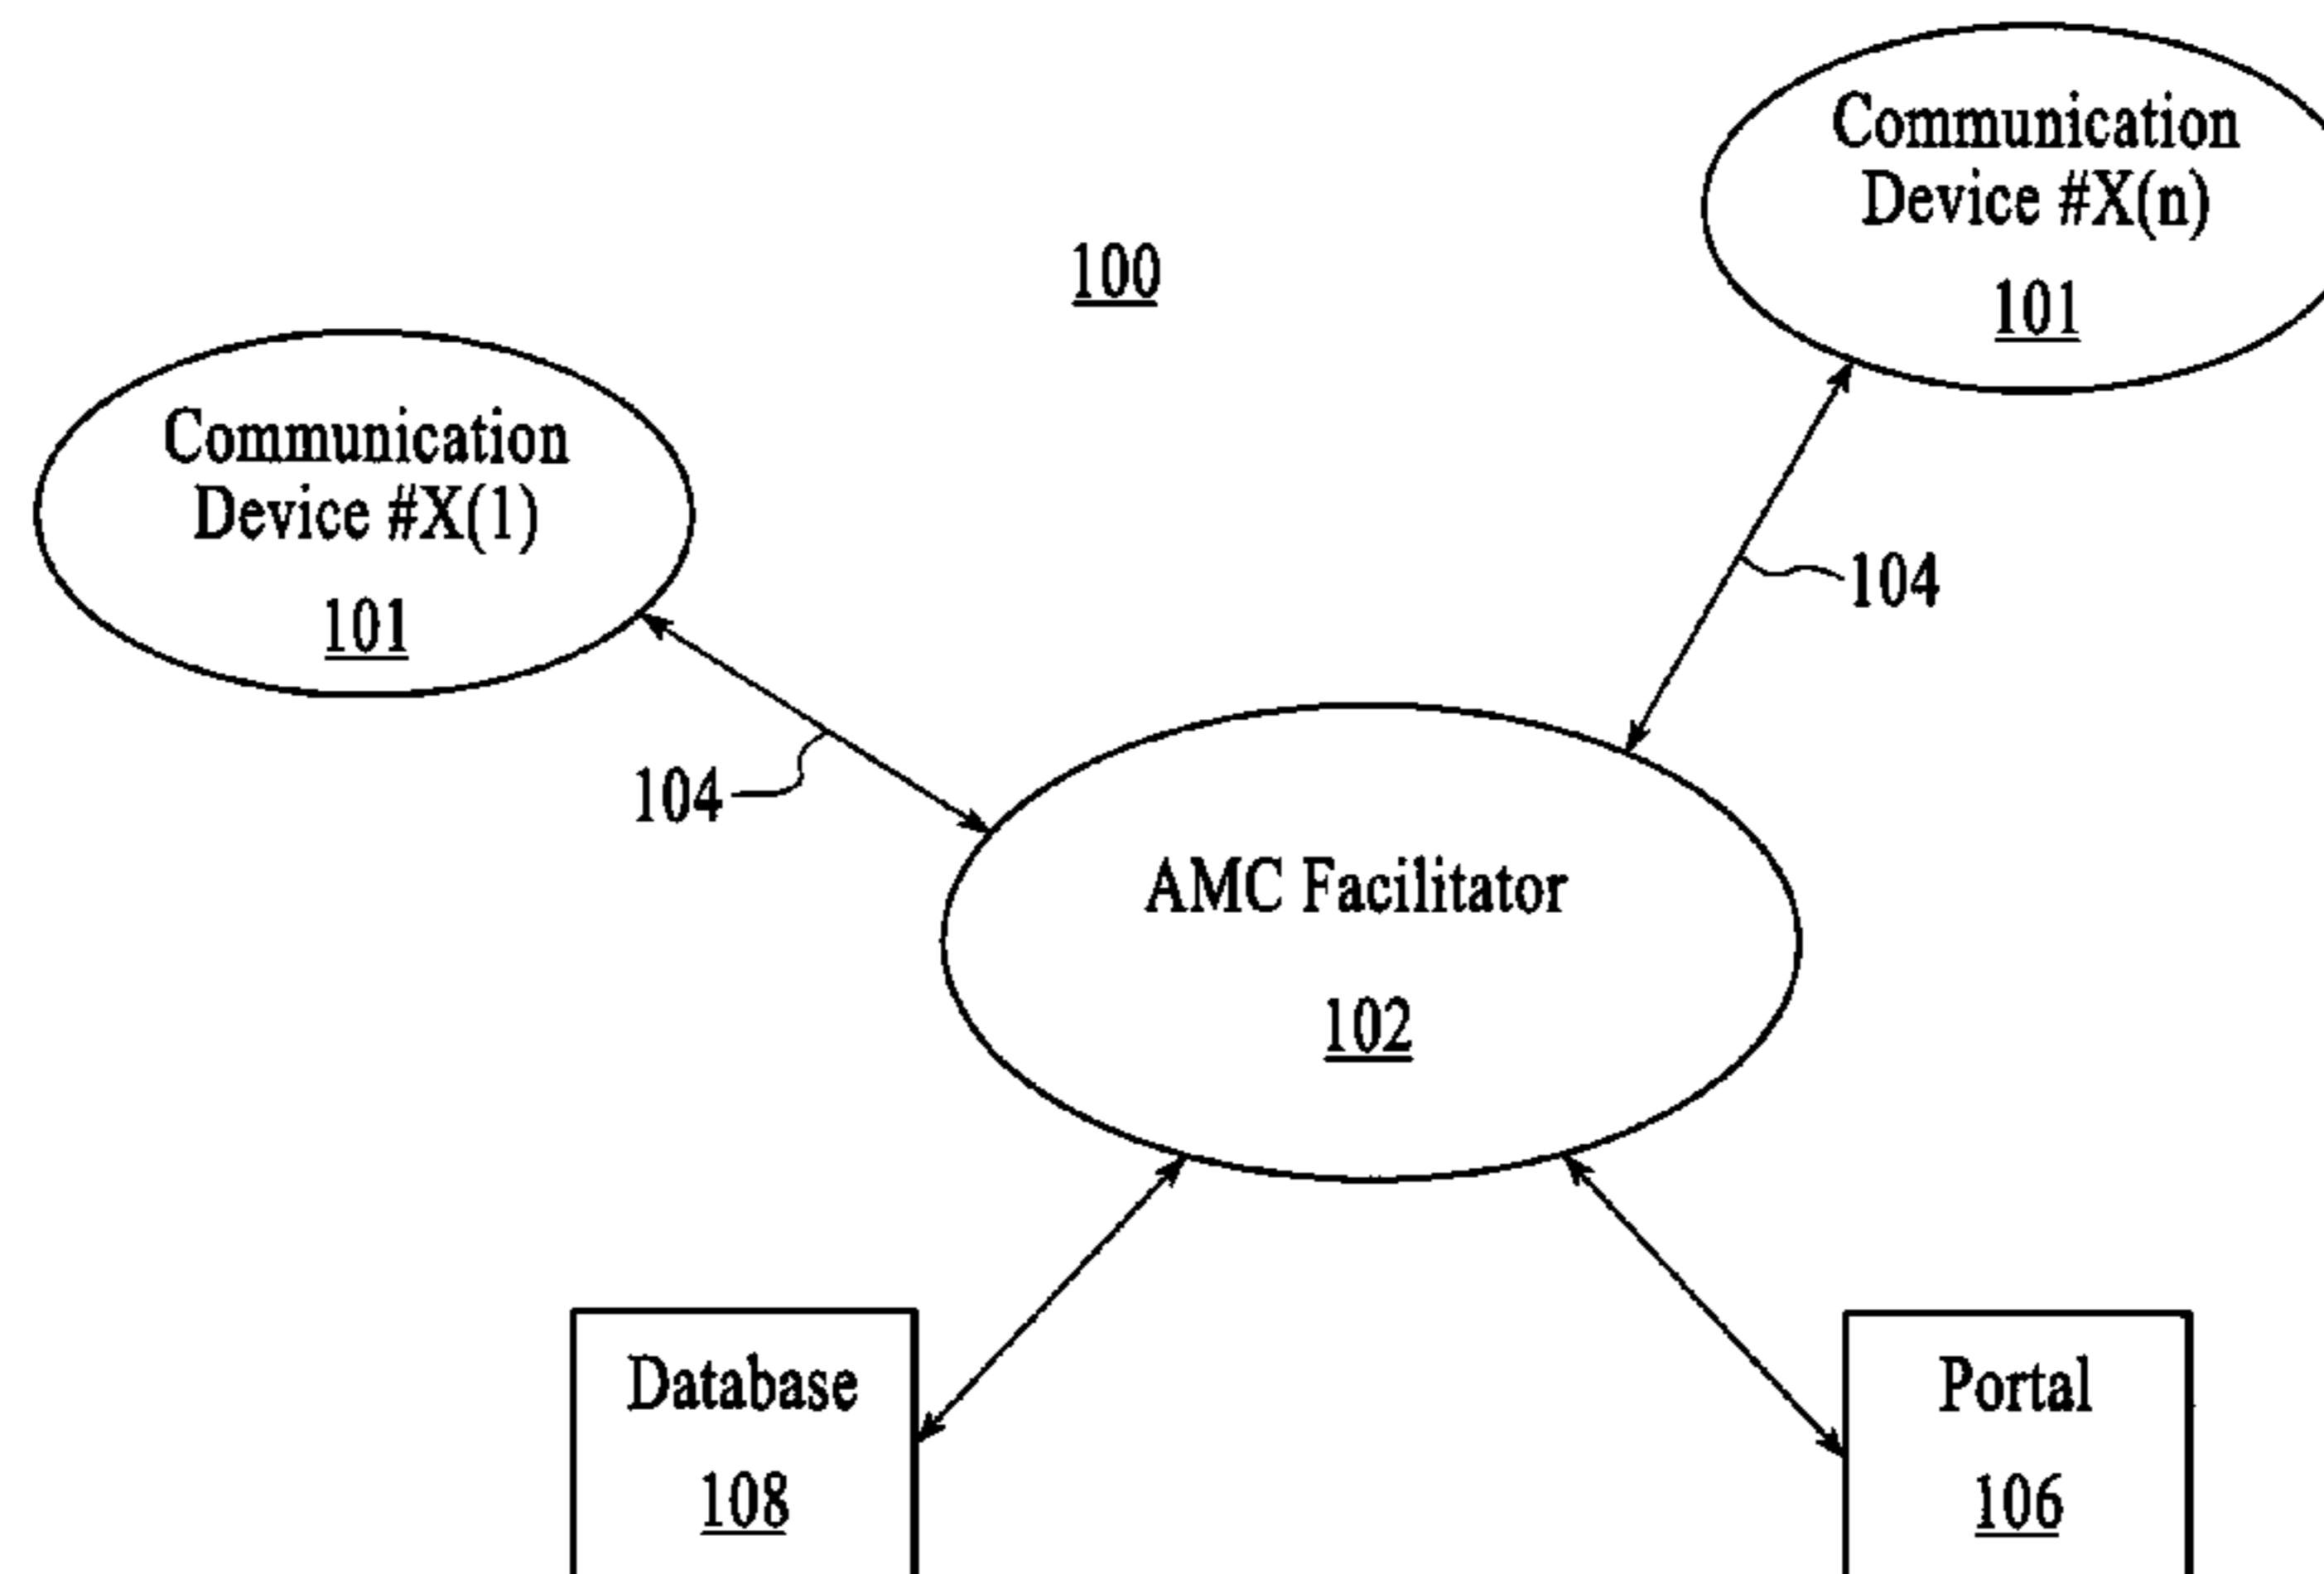 Communication
Device #X(n)
101
100
Communication
Device #X(1)
101
104
104
AMC Facilitator
102
Database
108
Portal
106